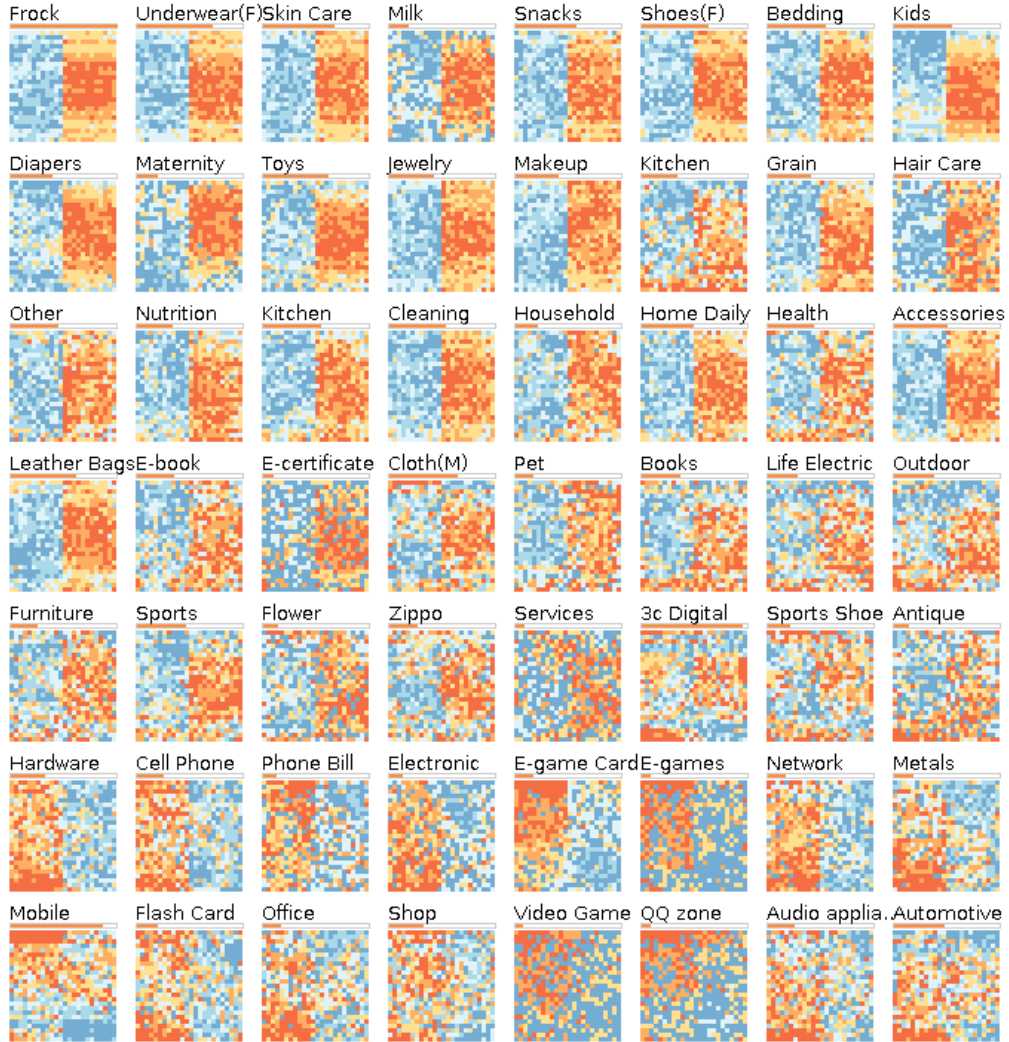 Frock Underwear(F) Skin Care Milk Snacks Shoes(F) Bedding Kids
Diapers Maternity Toys Jewelry Makeup Kitchen Grain Hair Care
Other Nutrition Kitchen Cleaning Household Home Daily Health Accessories
Leather Bags E-book E-certificate Cloth(M) Pet Books Life Electric Outdoor
Furniture Sports Flower Zippo Services 3c Digital Sports Shoe Antique
Hardware Cell Phone Phone Bill Electronic E-game Card E-games Network Metals
Mobile Flash Card Office Shop Video Game QQ zone Audio applia.. Automotive